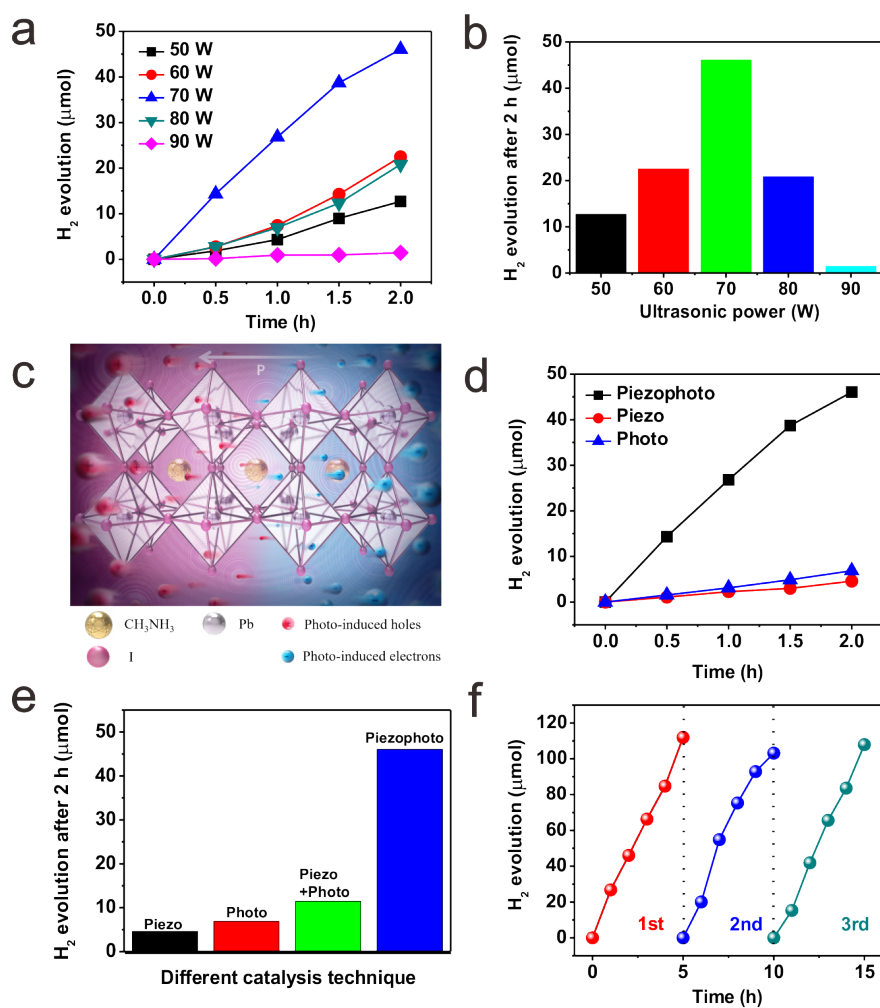 a
50 W
60 W
70 W
80 W
90 W
H₂ evolution (μmol)
50
40
30
20
10
0
0.0 0.5 1.0 1.5 2.0
Time (h)
b
H₂ evolution after 2 h (μmol)
50
40
30
20
10
0
50 60 70 80 90
Ultrasonic power (W)
c
P
CH₃NH₃ Pb Photo-induced holes
I Photo-induced electrons
d
Piezophoto
Piezo
Photo
H₂ evolution (μmol)
50
40
30
20
10
0
0.0 0.5 1.0 1.5 2.0
Time (h)
e
H₂ evolution after 2 h (μmol)
50
40
30
20
10
0
Piezo
Photo
Piezo
+Photo
Piezophoto
Different catalysis technique
f
H₂ evolution (μmol)
120
100
80
60
40
20
0
1st 2nd 3rd
0 5 10 15
Time (h)